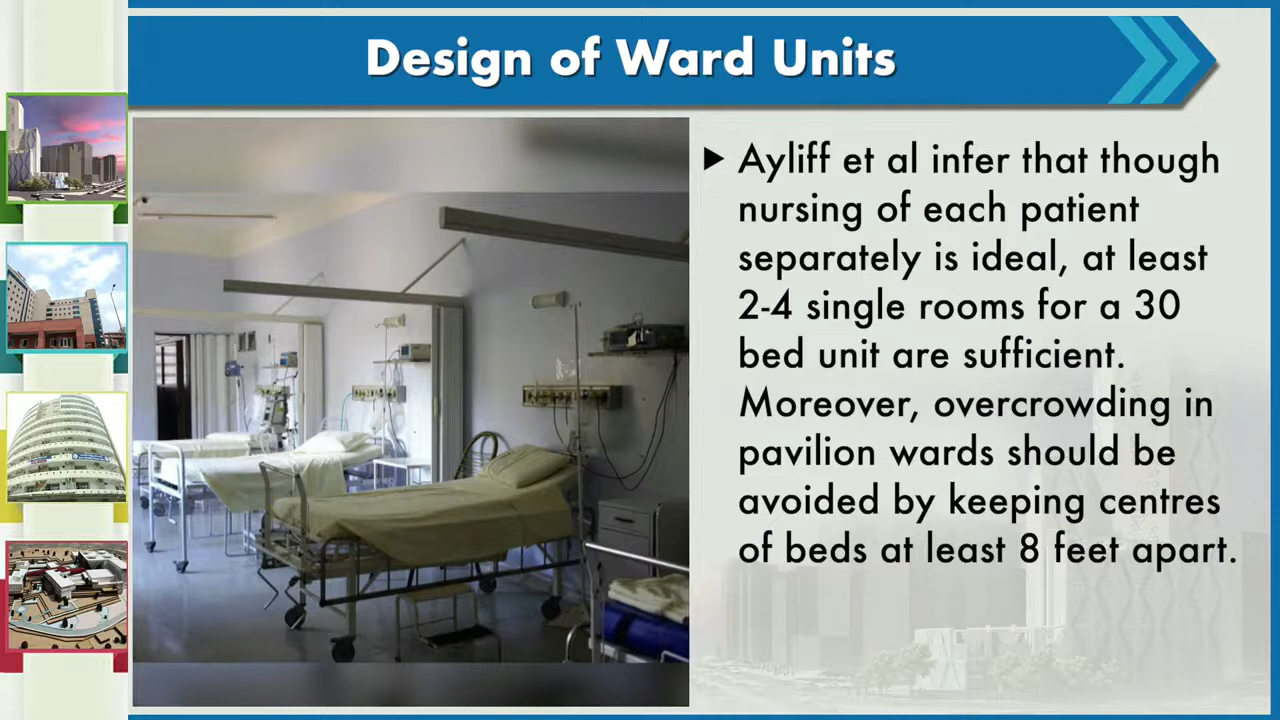 Design of Ward Units
Ayliff et al infer that though
nursing of each patient
separately is ideal, at least
2-4 single rooms for a 30
bed unit are sufficient.
Moreover, overcrowding in
pavilion wards should be
avoided by keeping centres
of beds at least 8 feet apart.